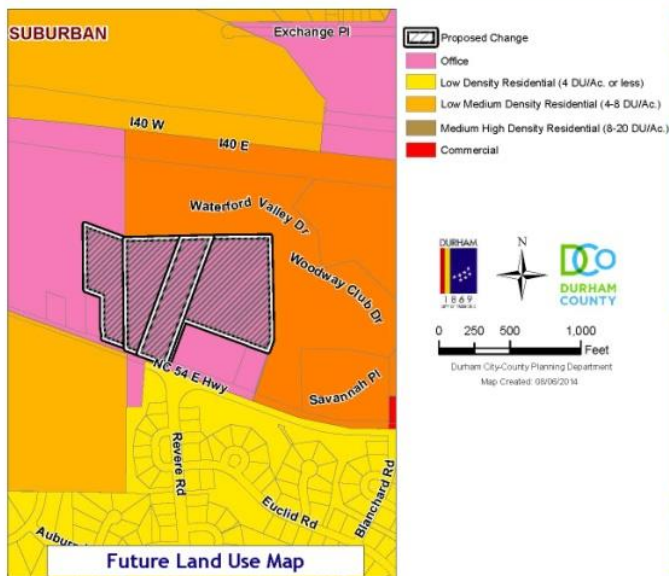 SUBURBAN
Exchange Pl
I40 W
I40 E
Waterford Valley Dr
Woodway Club Dr
NC 54 E Hwy
Savannah Pl
Revere Rd
Euclid Rd
Blanchard Rd
Future Land Use Map
Proposed Change
Office
Low Density Residential (4 DU/Ac. or less)
Low Medium Density Residential (4-8 DU/Ac.)
Medium High Density Residential (8-20 DU/Ac.)
Commercial
DURHAM
1869
N
DCo
DURHAM
COUNTY
0 250 500 1,000
Feet
Durham City-County Planning Department
Map Created: 08/06/2014